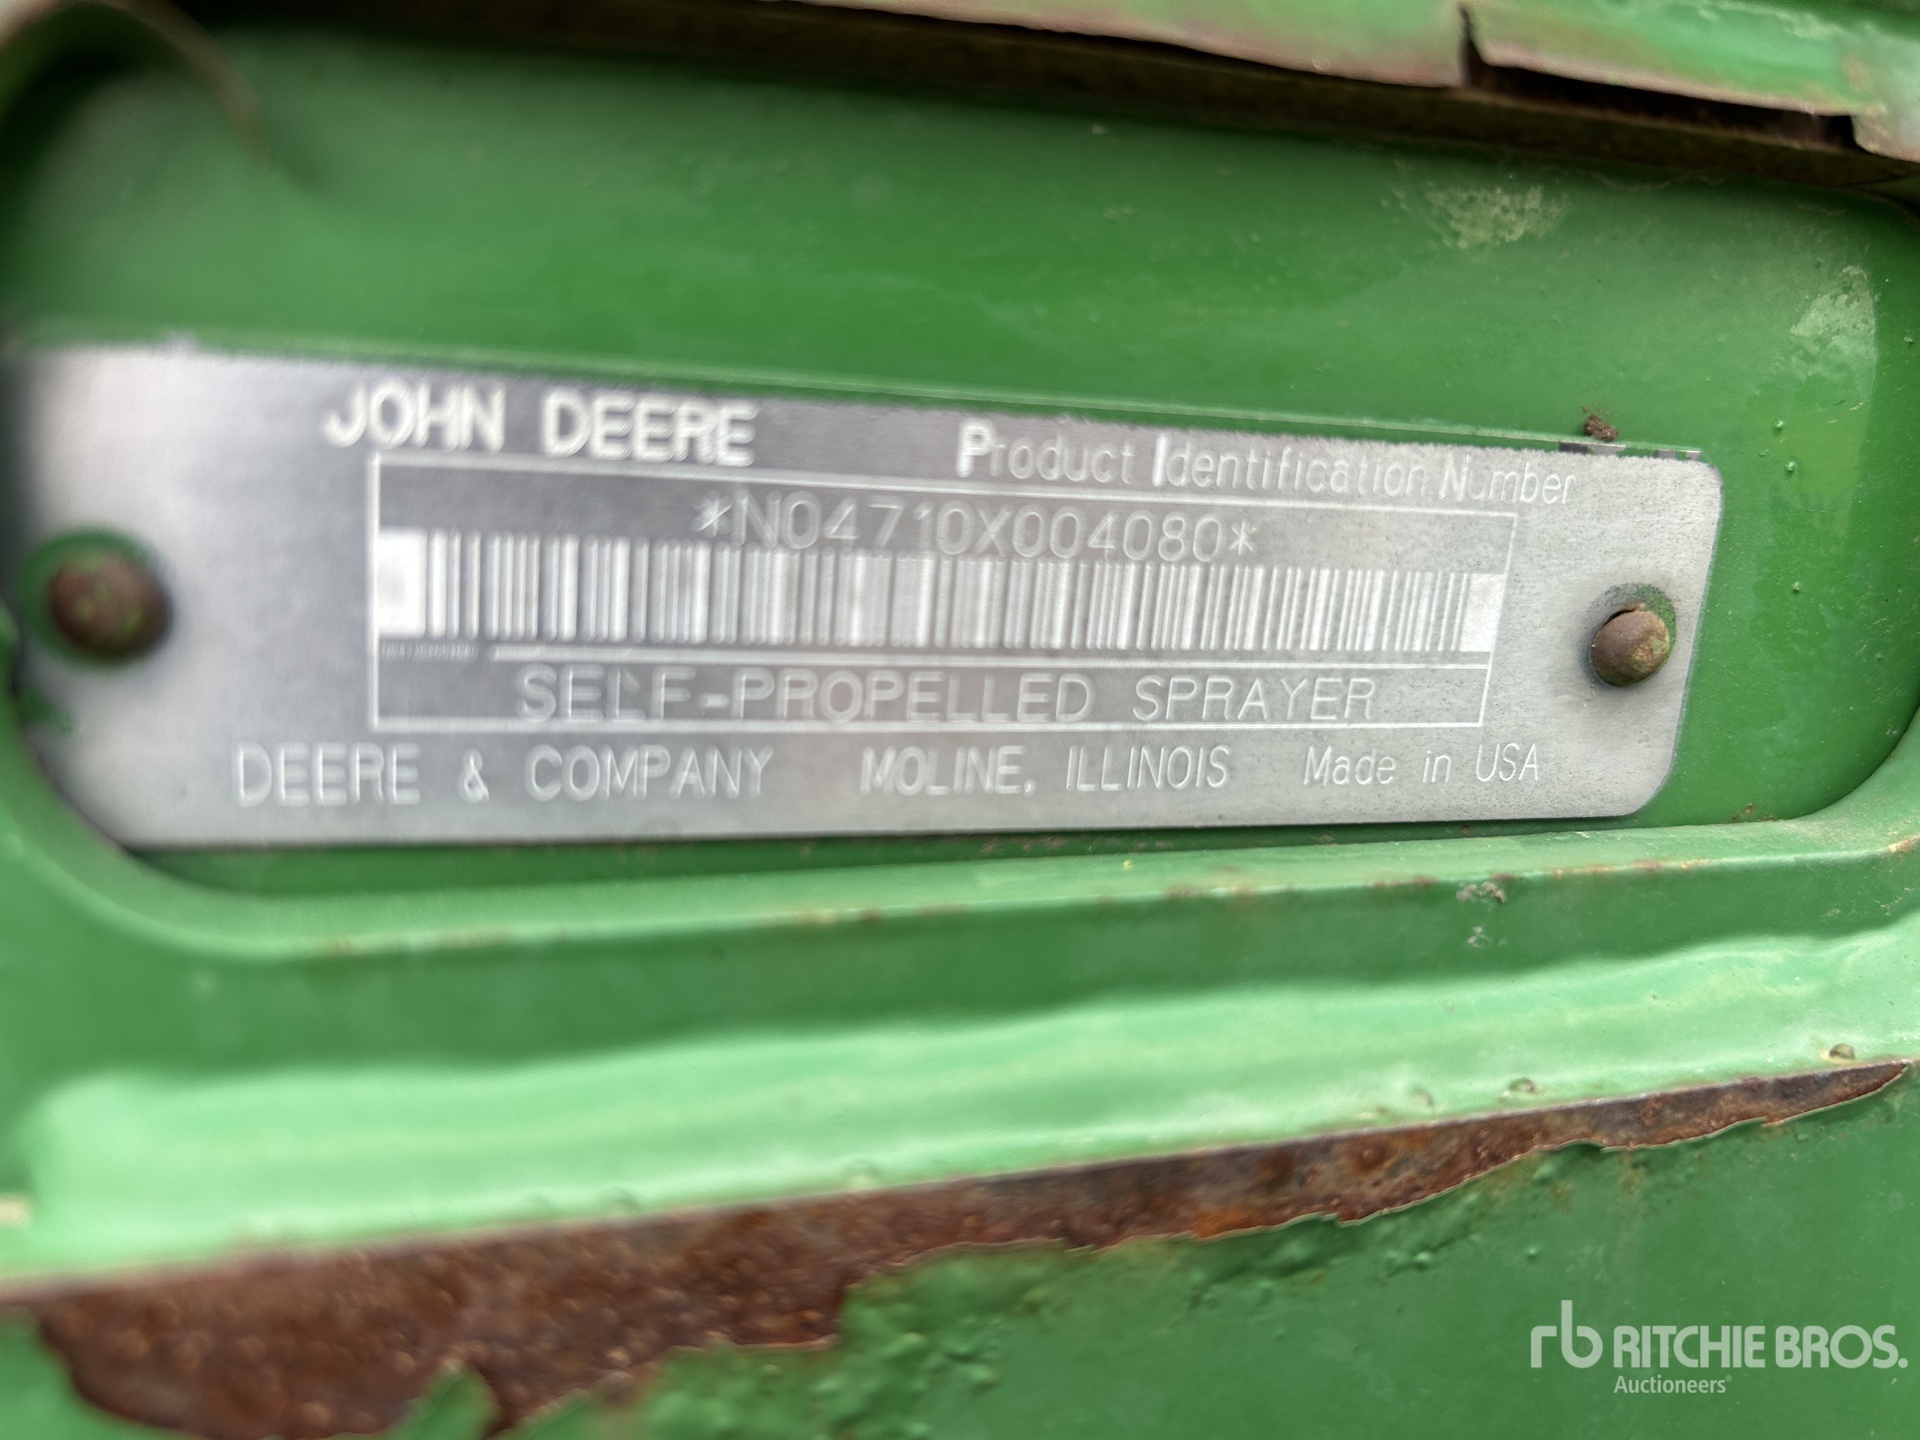 JOHN DEERE Product Identification Number
*N04710X004080*
SELF-PROPELLED SPRAYER
DEERE & COMPANY MOLINE, ILLINOIS Made in USA
rb RITCHIE BROS.
Auctioneers